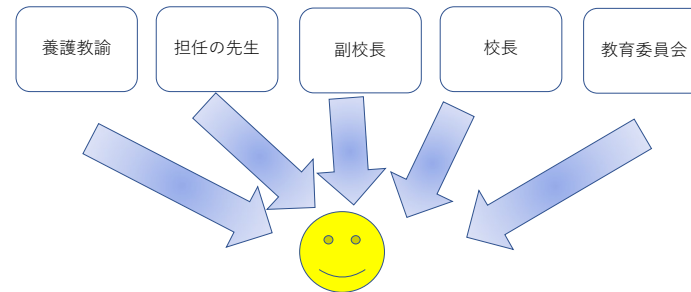 養護教諭
担任の先生
副校長
校長
教育委員会